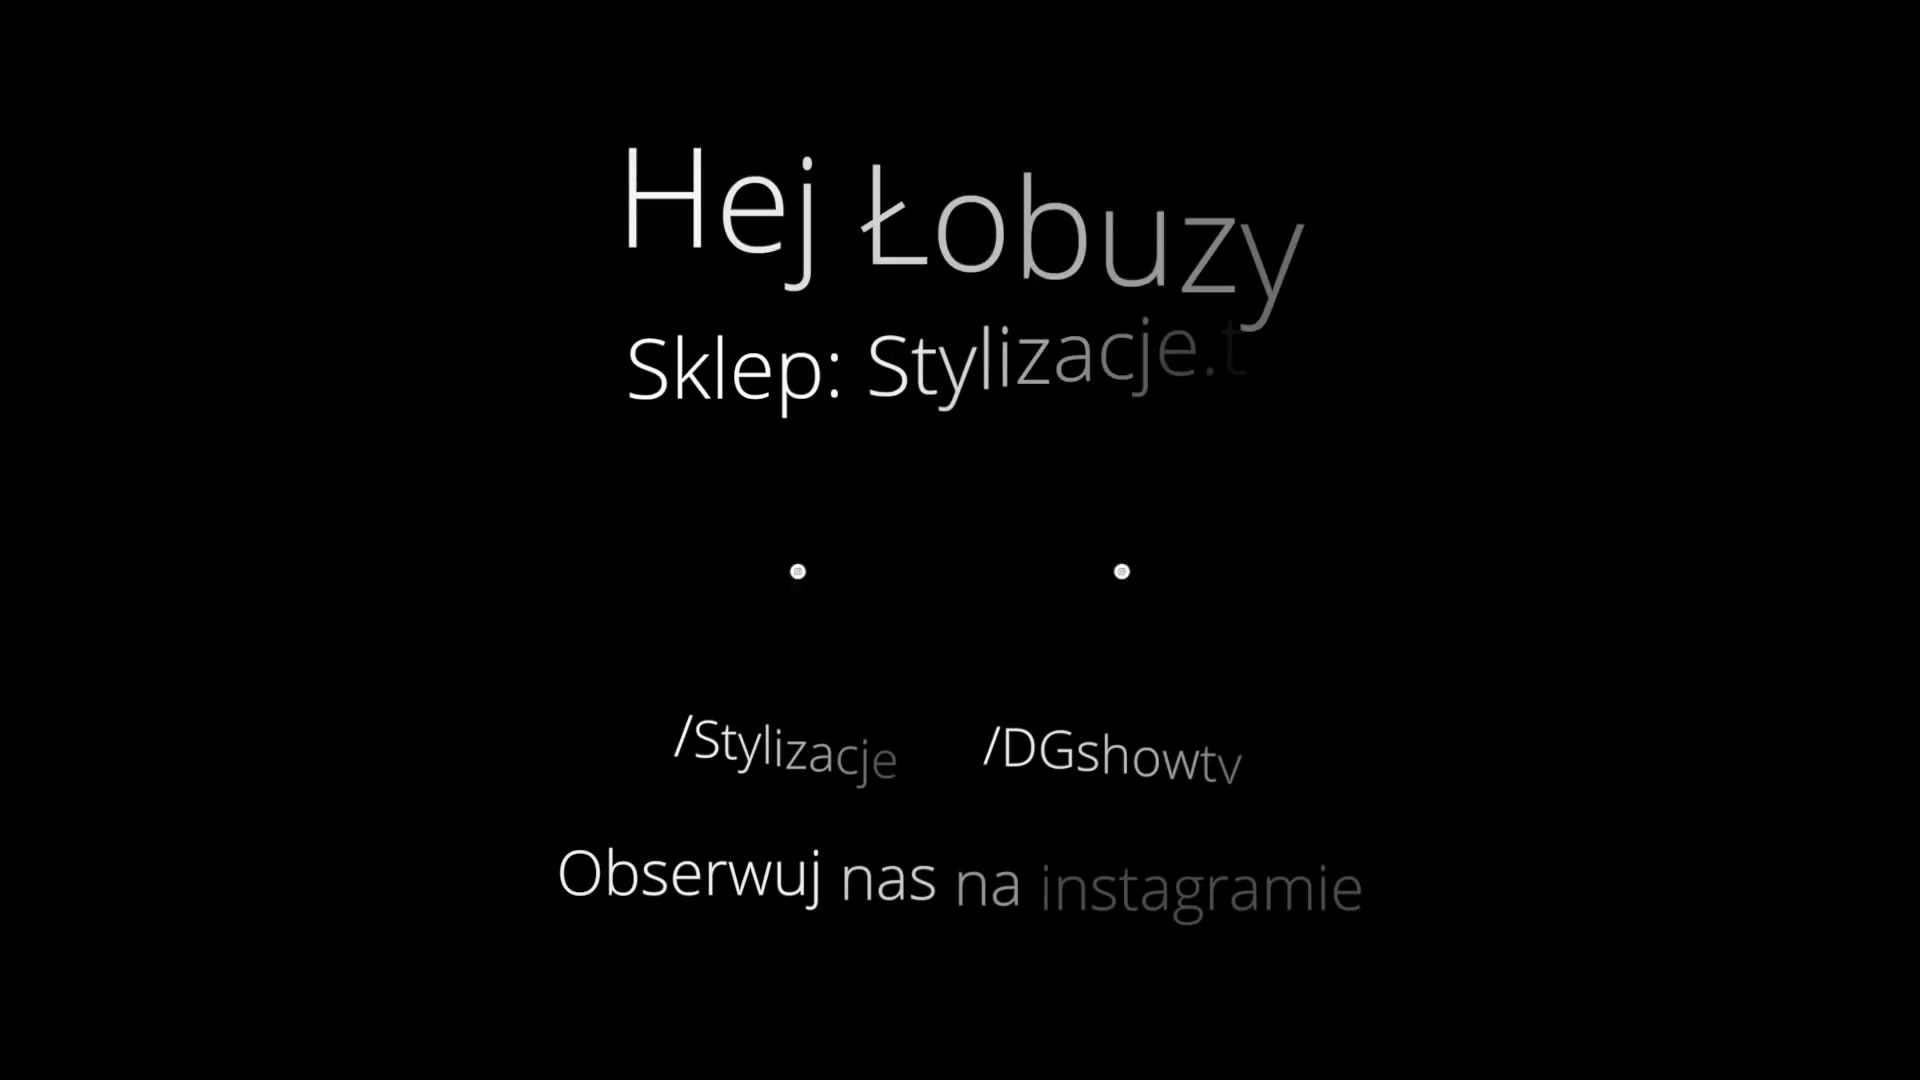 Hej Łobuzy
Sklep: Stylizacje.t
/Stylizacje /DGshowtv
Obserwuj nas na instagramie